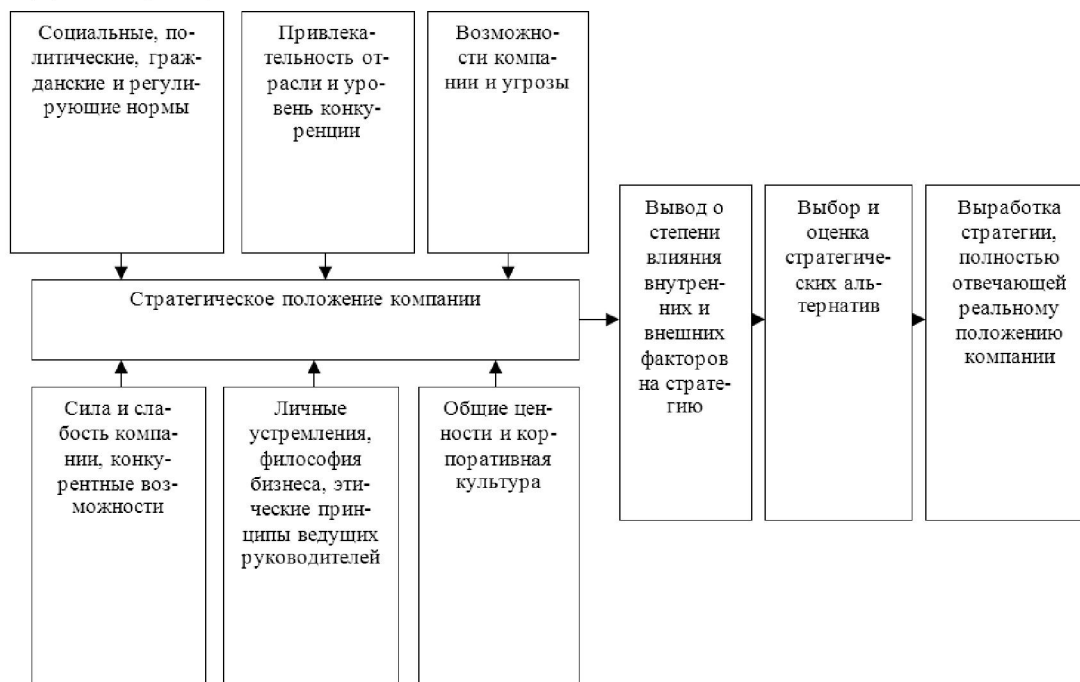 Социальные, по-
литические, граж-
данские и регули-
рующие нормы
Привлека-
тельность от-
расли и уро-
вень конку-
ренции
Возможно-
сти компа-
нии и угрозы
Стратегическое положение компании
Сила и сла-
бость компа-
нии, конку-
рентные воз-
можности
Личные
устремления,
философия
бизнеса, эти-
ческие прин-
ципы ведущих
руководителей
Общие цен-
ности и кор-
поративная
культура
Вывод о
степени
влияния
внутрен-
них и
внешних
факторов
на страте-
гию
Выбор и
оценка
стратегиче-
ских аль-
тернатив
Выработка
стратегии,
полностью
отвечающей
реальному
положению
компании